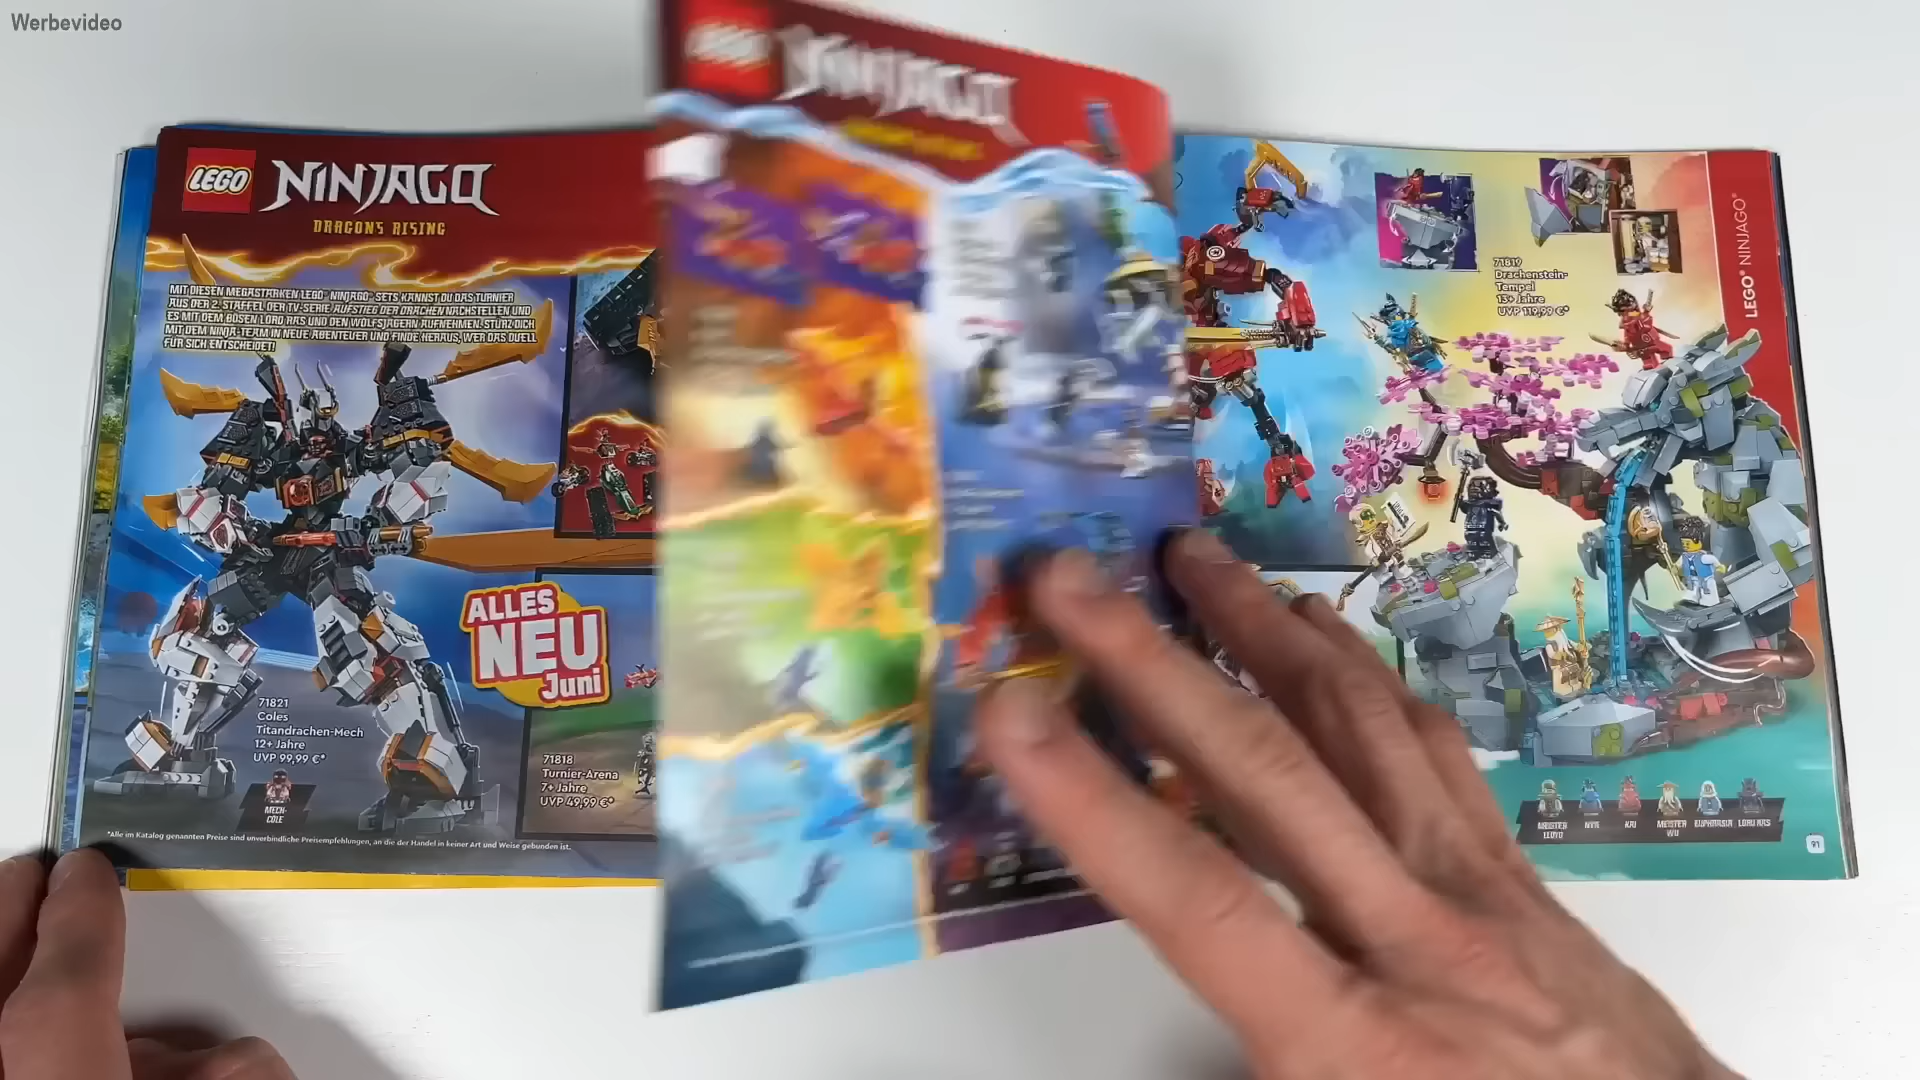 Werbevideo
LEGO
NINJAGO
DRAGONS RISING
MIT DIESEN MEGASTARKEN LEGO® NINJAGO® SETS KANNST DU DAS TURNIER
AUS DER 2. STAFFEL DER TV-SERIE AUFSTIEG DER DRACHEN NACHSTELLEN UND
ES MIT DEM BÖSEN LORD RAS UND DEN WOLFSJÄGERN AUFNEHMEN. STÜRZ DICH
MIT DEM NINJA-TEAM IN NEUE ABENTEUER UND FINDE HERAUS, WER DAS DUELL
FÜR SICH ENTSCHEIDET!
ALLES
NEU
Juni
71821
Coles
Titandrachen-Mech
12+ Jahre
UVP 99,99 €*
MECH-
COLE
71818
Turnier-Arena
7+ Jahre
UVP 49,99 €*
*Alle im Katalog genannten Preise sind unverbindliche Preisempfehlungen, an die der Handel in keiner Art und Weise gebunden ist.
LEGO
NINJAGO
71819
Drachenstein-
Tempel
13+ Jahre
UVP 119,99 €*
LEGO® NINJAGO®
MEISTER
LLOYD
NYA
KAI
MEISTER
WU
EUPHRASIA
LORD RAS
91